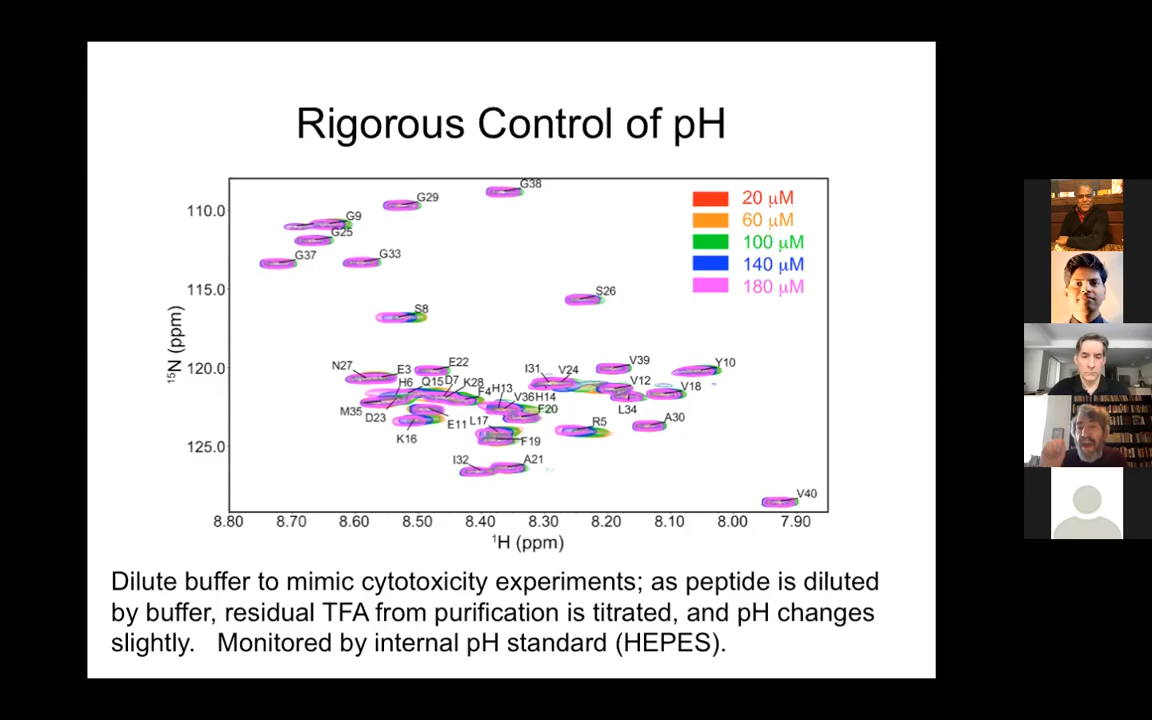 Rigorous Control of pH
G38
20 μM
G29
60 μM
110.0
G9
G25
100 μM
G37
G33
140 μM
180 μM
115.0
S26
S8
120.0
N27
E3
E22
I31
V24
V39
Y10
H6
Q15
D7
K28
F4
H13
V12
V18
M35
D23
V36
H14
E20
L34
K16
E11
L17
R5
A30
125.0
F19
I32
A21
V40
15N (ppm)
8.80 8.70 8.60 8.50 8.40 8.30 8.20 8.10 8.00 7.90
1H (ppm)
Dilute buffer to mimic cytotoxicity experiments; as peptide is diluted
by buffer, residual TFA from purification is titrated, and pH changes
slightly. Monitored by internal pH standard (HEPES).